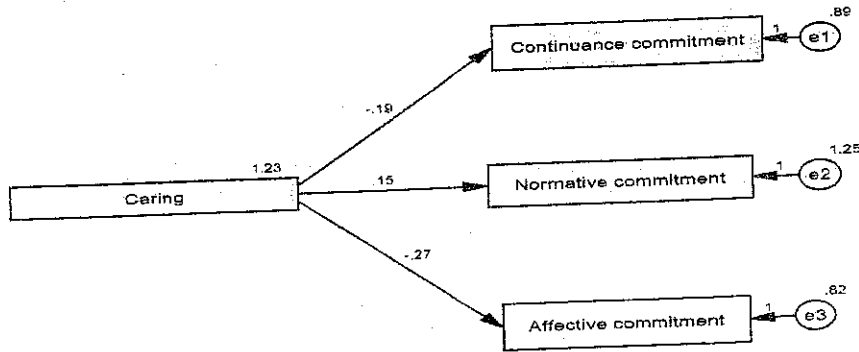 .89
Continuance commitment
1
e1
-.19
1.23
1.25
.15
Normative commitment
1
e2
Caring
-.27
.82
Affective commitment
1
e3